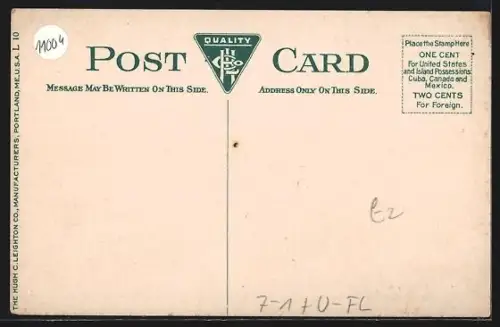 11004
QUALITY
POST CARD
MESSAGE MAY BE WRITTEN ON THIS SIDE.
ADDRESS ONLY ON THIS SIDE.
Place the Stamp Here
ONE CENT
For United States
and Island Possessions
Cuba, Canada and
Mexico.
TWO CENTS
For Foreign.
THE HUGH C. LEIGHTON CO., MANUFACTURERS, PORTLAND, ME., U.S.A. L 10
7-1+U-FL